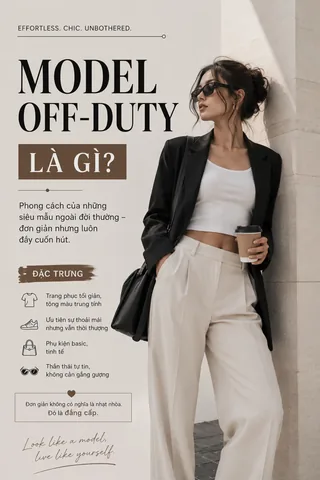 EFFORTLESS. CHIC. UNBOTHERED.
MODEL
OFF-DUTY
LÀ GÌ?
Phong cách của những
siêu mẫu ngoài đời thường –
đơn giản nhưng luôn
đầy cuốn hút.
ĐẶC TRƯNG
Trang phục tối giản,
tông màu trung tính
Ưu tiên sự thoải mái
nhưng vẫn thời thượng
Phụ kiện basic,
tinh tế
Thần thái tự tin,
không cần gắng gượng
Đơn giản không có nghĩa là nhạt nhòa.
Đó là đẳng cấp.
Look like a model,
live like yourself.